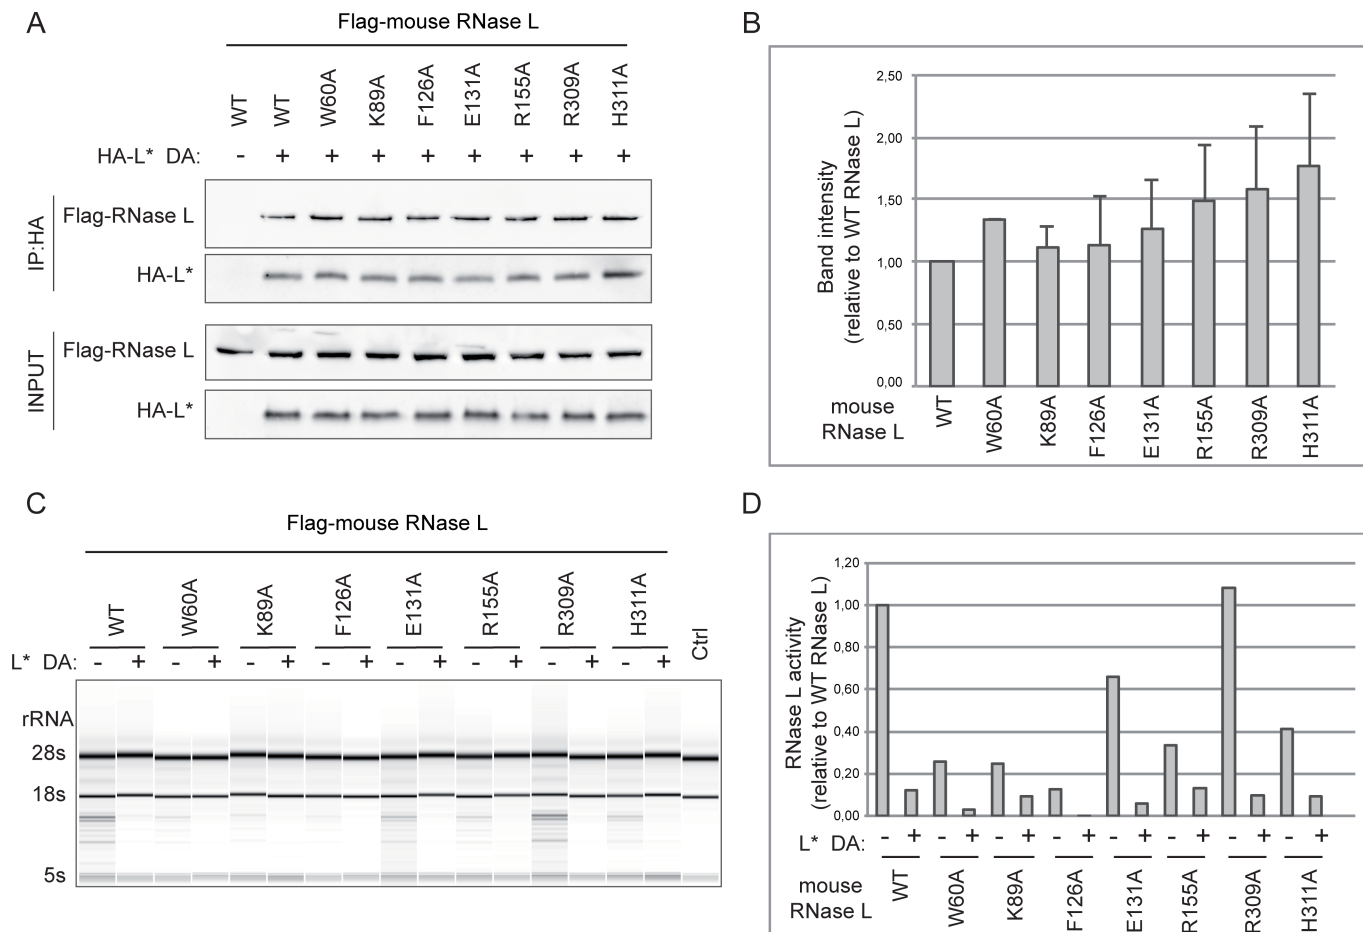 A
Flag-mouse RNase L
WT WT W60A K89A F126A E131A R155A R309A H311A
HA-L* DA: - + + + + + + + +
IP:HA
Flag-RNase L
HA-L*
INPUT
Flag-RNase L
HA-L*
B
Band intensity
(relative to WT RNase L)
2,50
2,00
1,50
1,00
0,50
0,00
mouse
RNase L
WT W60A K89A F126A E131A R155A R309A H311A
C
Flag-mouse RNase L
WT W60A K89A F126A E131A R155A R309A H311A Ctrl
L* DA: - + - + - + - + - + - + - + - +
rRNA
28s
18s
5s
D
RNase L activity
(relative to WT RNase L)
1,20
1,00
0,80
0,60
0,40
0,20
0,00
L* DA: - + - + - + - + - + - + - + - +
mouse
RNase L
WT W60A K89A F126A E131A R155A R309A H311A